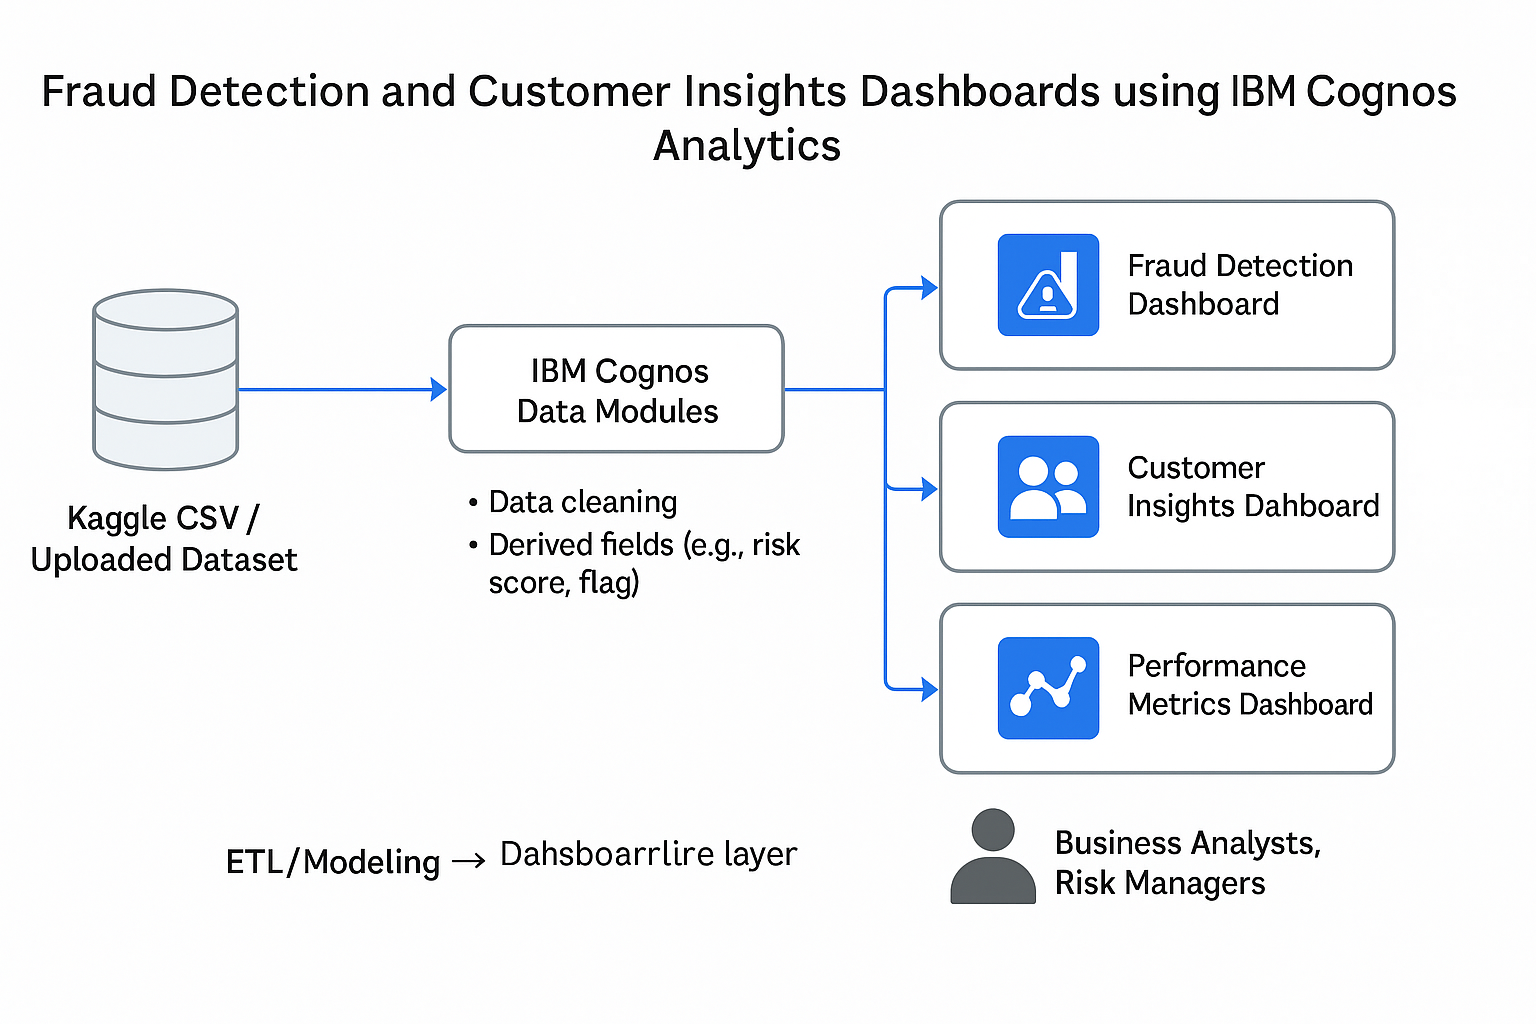 Fraud Detection and Customer Insights Dashboards using IBM Cognos
Analytics
Kaggle CSV /
Uploaded Dataset
IBM Cognos
Data Modules
• Data cleaning
• Derived fields (e.g., risk
score, flag)
Fraud Detection
Dashboard
Customer
Insights Dahboard
Performance
Metrics Dashboard
ETL/Modeling → Dahsboarrlire layer
Business Analysts,
Risk Managers